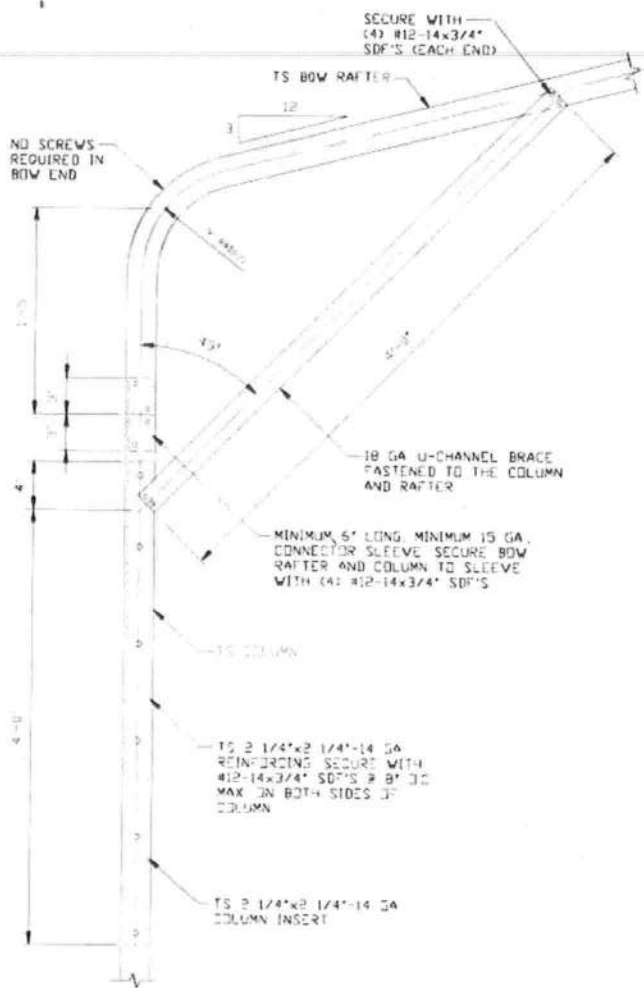 SECURE WITH
(4) #12-14x3/4"
SDF'S (EACH END)
TS BOW RAFTER
12
3
NO SCREWS
REQUIRED IN
BOW END
45°
3"
3"
4"
18 GA U-CHANNEL BRACE
FASTENED TO THE COLUMN
AND RAFTER
MINIMUM 6" LONG, MINIMUM 15 GA.
CONNECTOR SLEEVE SECURE BOW
RAFTER AND COLUMN TO SLEEVE
WITH (4) #12-14x3/4" SDF'S
TS COLUMN
TS 2 1/4"x2 1/4"-14 GA
REINFORCING SECURE WITH
#12-14x3/4" SDF'S @ 8" OC
MAX ON BOTH SIDES OF
COLUMN
TS 2 1/4"x2 1/4"-14 GA
COLUMN INSERT